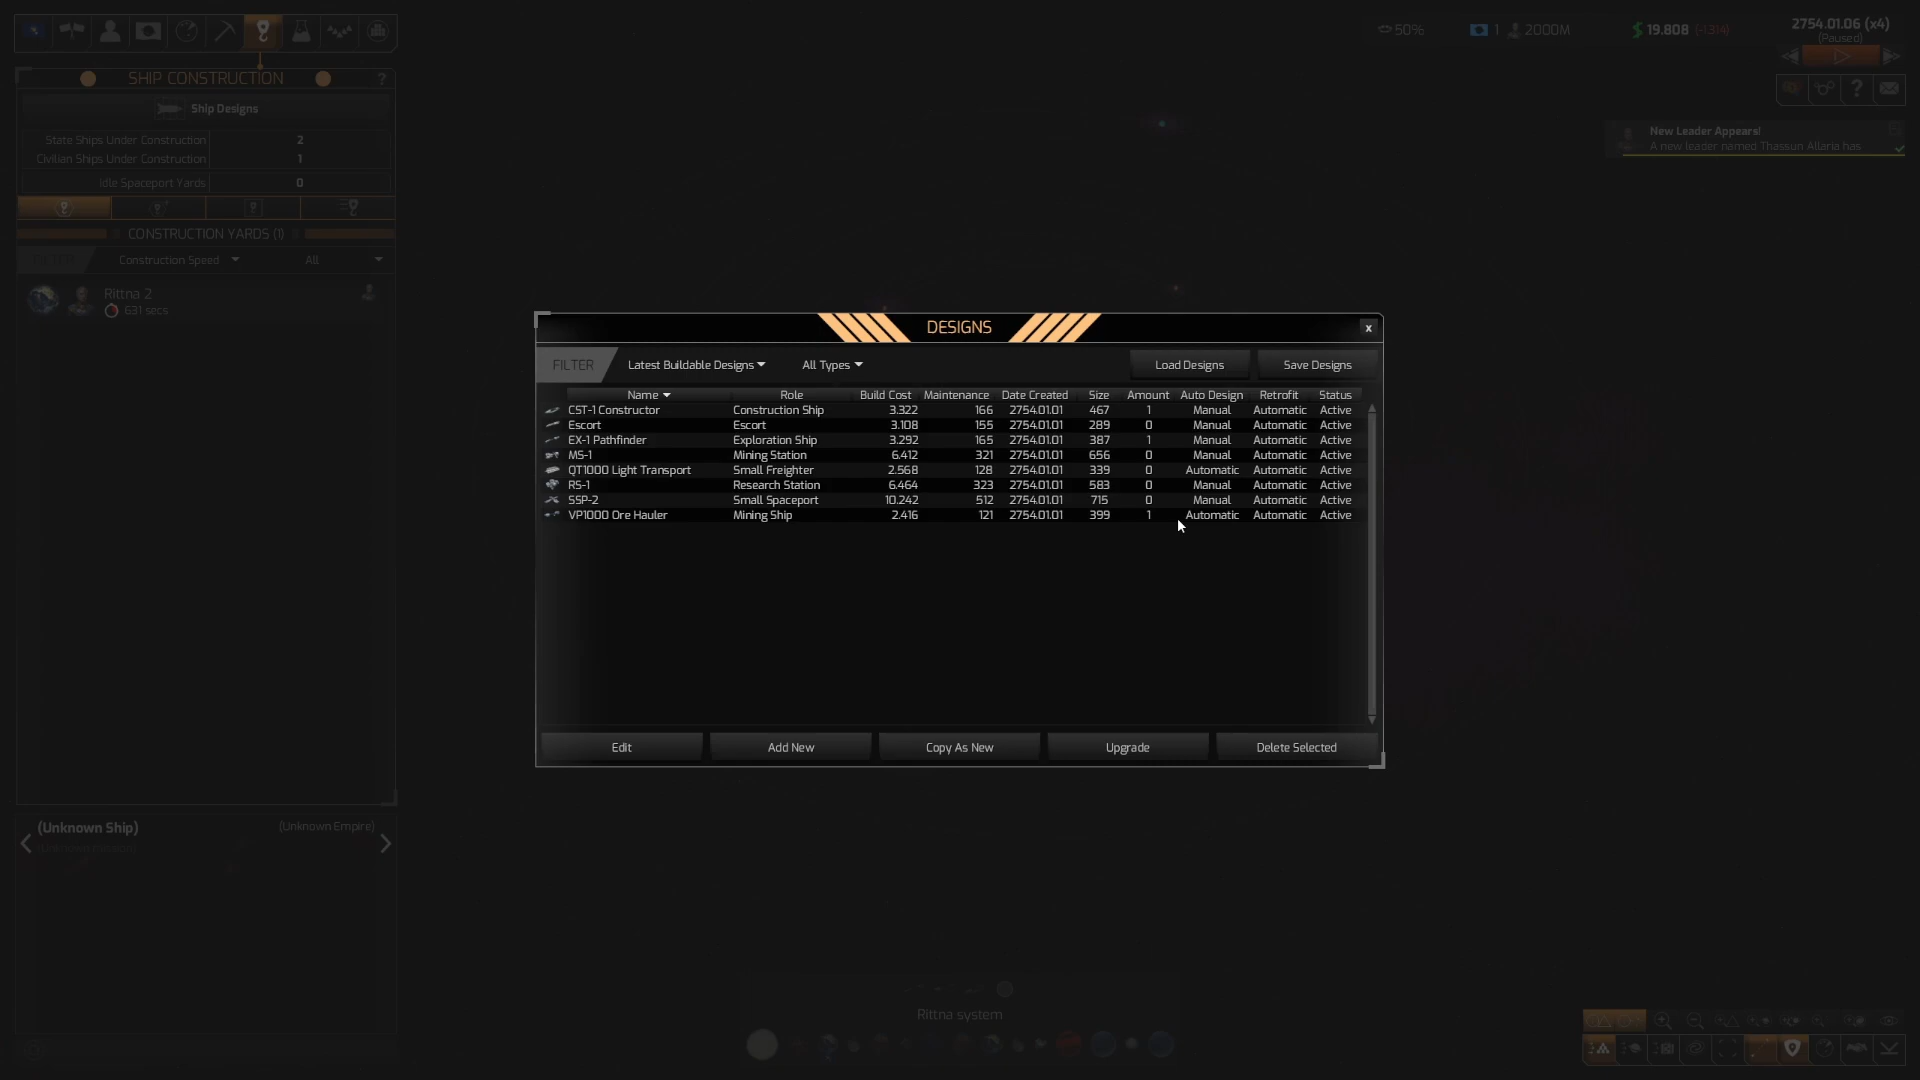 50%
1
2000M
19.808 (-1.314)
2754.01.06 (x4)
(Paused)
SHIP CONSTRUCTION
?
Ship Designs
State Ships Under Construction 2
Civilian Ships Under Construction 1
Idle Spaceport Yards 0
CONSTRUCTION YARDS (1)
FILTER Construction Speed All
Rittna 2
631 secs
?
New Leader Appears!
A new leader named Thassun Allaria has
DESIGNS
x
FILTER Latest Buildable Designs All Types Load Designs Save Designs
Name Role Build Cost Maintenance Date Created Size Amount Auto Design Retrofit Status
CST-1 Constructor Construction Ship 3.322 166 2754.01.01 467 1 Manual Automatic Active
Escort Escort 3.108 155 2754.01.01 289 0 Manual Automatic Active
EX-1 Pathfinder Exploration Ship 3.292 165 2754.01.01 387 1 Manual Automatic Active
MS-1 Mining Station 6.412 321 2754.01.01 656 0 Manual Automatic Active
QT1000 Light Transport Small Freighter 2.568 128 2754.01.01 339 0 Automatic Automatic Active
RS-1 Research Station 6.464 323 2754.01.01 583 0 Manual Automatic Active
SSP-2 Small Spaceport 10.242 512 2754.01.01 715 0 Manual Automatic Active
VP1000 Ore Hauler Mining Ship 2.416 121 2754.01.01 399 1 Automatic Automatic Active
Edit Add New Copy As New Upgrade Delete Selected
(Unknown Ship) (Unknown Empire)
Rittna system